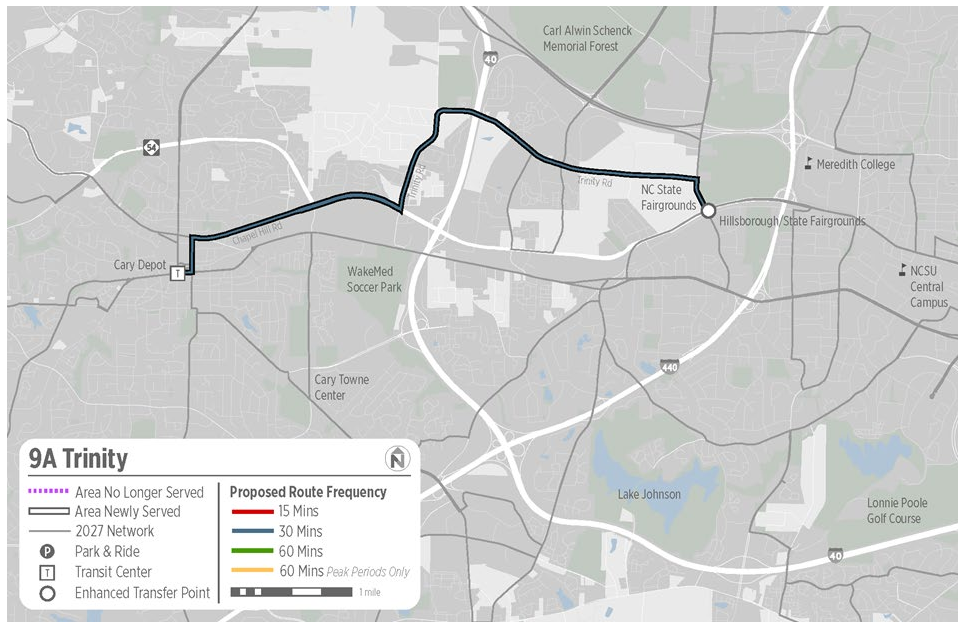 Carl Alwin Schenck
Memorial Forest
40
54
Meredith College
Trinity Rd
Trinity Rd
NC State
Fairgrounds
Hillsborough/State Fairgrounds
Chapel Hill Rd
Cary Depot
T
WakeMed
Soccer Park
NCSU
Central
Campus
440
Cary Towne
Center
Lake Johnson
Lonnie Poole
Golf Course
40
9A Trinity
N
Area No Longer Served
Area Newly Served
2027 Network
P Park & Ride
T Transit Center
Enhanced Transfer Point
Proposed Route Frequency
15 Mins
30 Mins
60 Mins
60 Mins Peak Periods Only
1 mile